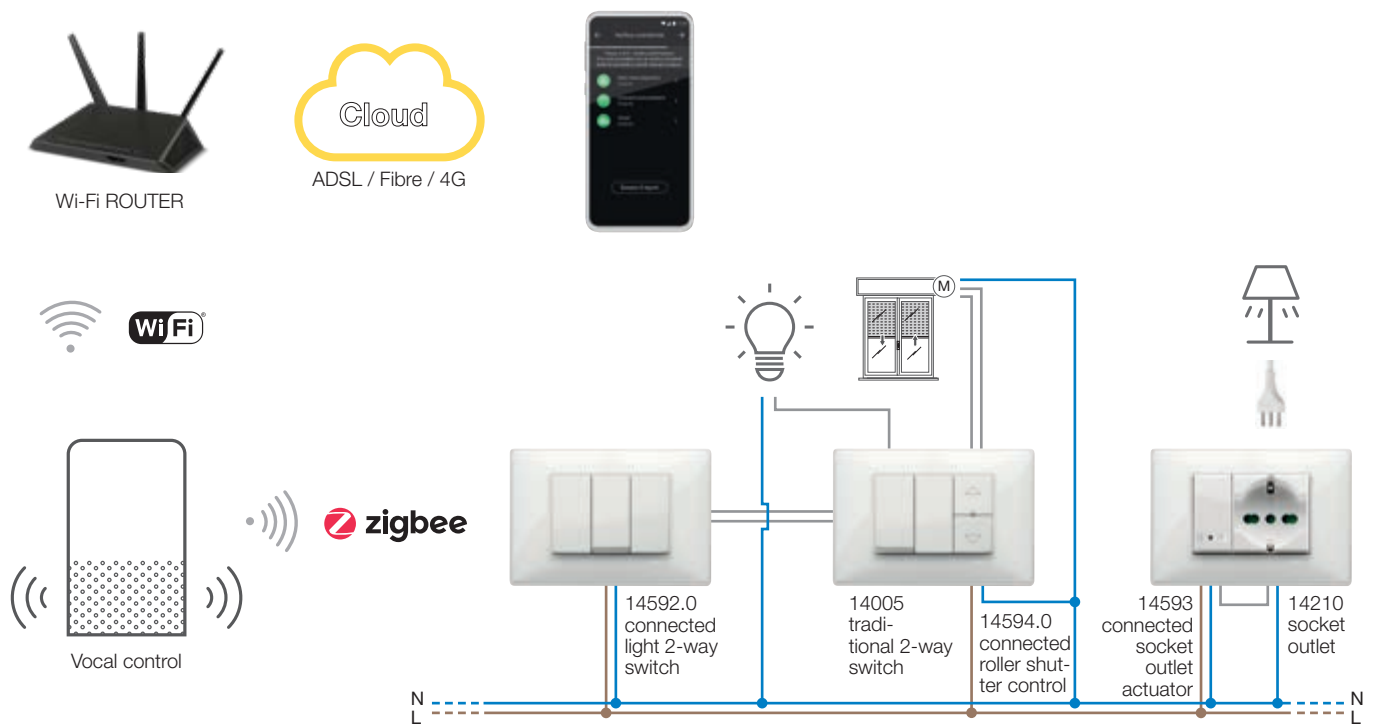 Cloud
Wi-Fi ROUTER
ADSL / Fibre / 4G
WiFi®
M
zigbee
Vocal control
14592.0
connected
light 2-way
switch
14005
tradi-
tional 2-way
switch
14594.0
connected
roller shut-
ter control
14593
connected
socket
outlet
actuator
14210
socket
outlet
N
L
N
L